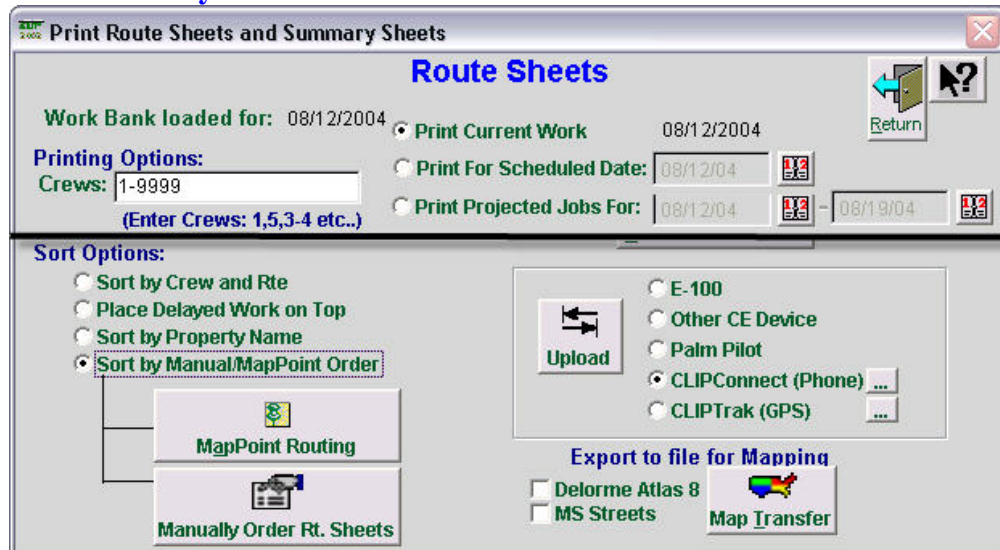 Print Route Sheets and Summary Sheets
Route Sheets
Return
Work Bank loaded for: 08/12/2004
Print Current Work 08/12/2004
Printing Options:
Crews: 1-9999
(Enter Crews: 1,5,3-4 etc..)
Print For Scheduled Date: 08/12/04
Print Projected Jobs For: 08/12/04 - 08/19/04
Sort Options:
Sort by Crew and Rte
Place Delayed Work on Top
Sort by Property Name
Sort by Manual/MapPoint Order
MapPoint Routing
Manually Order Rt. Sheets
Upload
E-100
Other CE Device
Palm Pilot
CLIPConnect (Phone) ...
CLIPTrak (GPS) ...
Export to file for Mapping
Delorme Atlas 8
MS Streets
Map Transfer